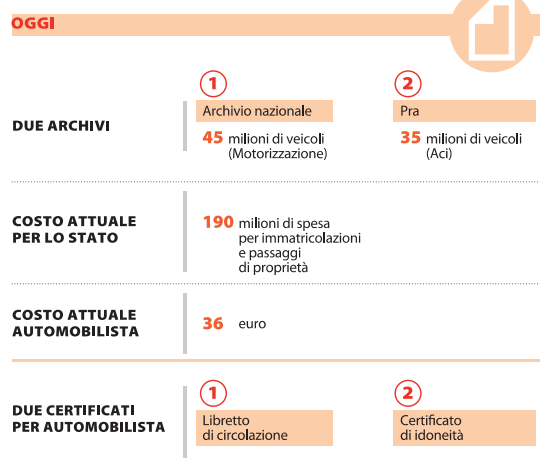 OGGI
1
2
Archivio nazionale
Pra
DUE ARCHIVI
45 milioni di veicoli
(Motorizzazione)
35 milioni di veicoli
(Aci)
COSTO ATTUALE
PER LO STATO
190 milioni di spesa
per immatricolazioni
e passaggi
di proprietà
COSTO ATTUALE
AUTOMOBILISTA
36 euro
DUE CERTIFICATI
PER AUTOMOBILISTA
1
Libretto
di circolazione
2
Certificato
di idoneità